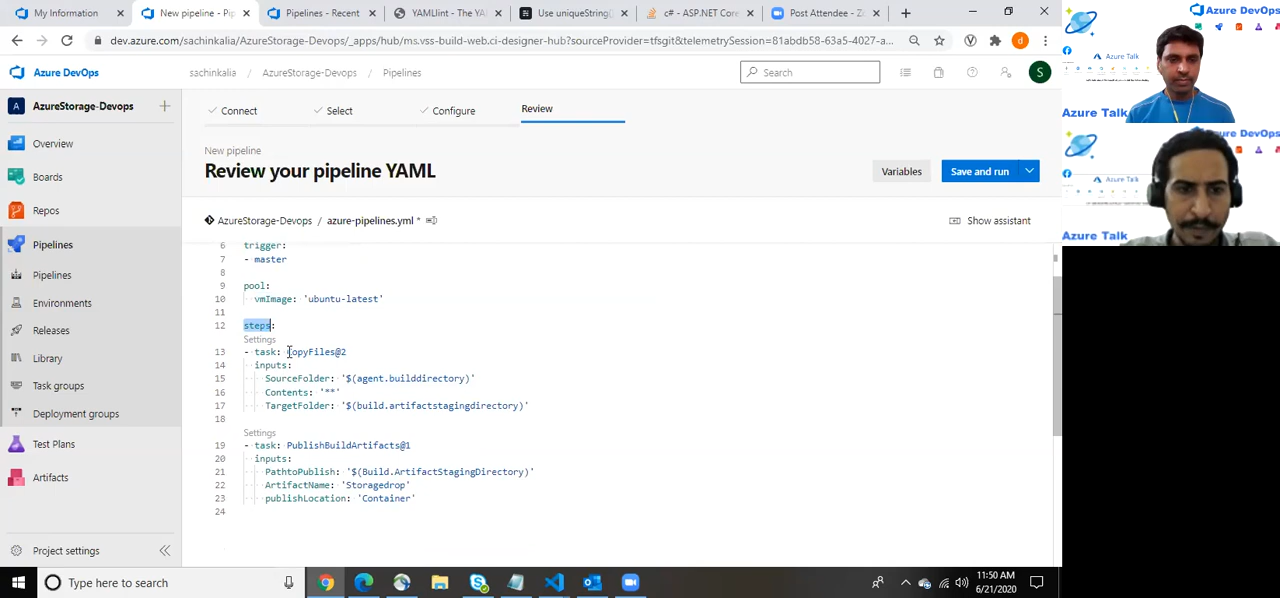 My Information
New pipeline - Pip
Pipelines - Recent
YAMLlint - The YA
Use uniqueString(
c# - ASP.NET Core
Post Attendee - Z
dev.azure.com/sachinkalia/AzureStorage-Devops/_apps/hub/ms.vss-build-web.ci-designer-hub?sourceProvider=tfsgit&telemetrySession=81abdb58-63a5-4027-a...
Azure DevOps
sachinkalia / AzureStorage-Devops / Pipelines
Search
S
A AzureStorage-Devops
Overview
Boards
Repos
Pipelines
Pipelines
Environments
Releases
Library
Task groups
Deployment groups
Test Plans
Artifacts
Project settings
Connect
Select
Configure
Review
New pipeline
Review your pipeline YAML
Variables
Save and run
AzureStorage-Devops / azure-pipelines.yml *
Show assistant
6 trigger:
7 - master
8
9 pool:
10 vmImage: 'ubuntu-latest'
11
12 steps:
Settings
13 - task: CopyFiles@2
14 inputs:
15 SourceFolder: '$(agent.builddirectory)'
16 Contents: '**'
17 TargetFolder: '$(build.artifactstagingdirectory)'
18
Settings
19 - task: PublishBuildArtifacts@1
20 inputs:
21 PathtoPublish: '$(Build.ArtifactStagingDirectory)'
22 ArtifactName: 'Storagedrop'
23 publishLocation: 'Container'
24
Type here to search
11:50 AM
6/21/2020
Azure DevOps
Azure Talk
Azure Talk
DevOps
Azure Talk
Azure Talk